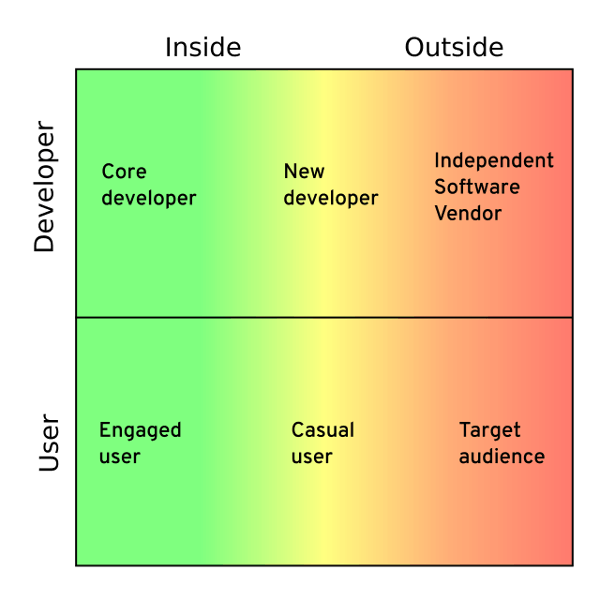 Inside
Outside
Developer
Core
developer
New
developer
Independent
Software
Vendor
User
Engaged
user
Casual
user
Target
audience